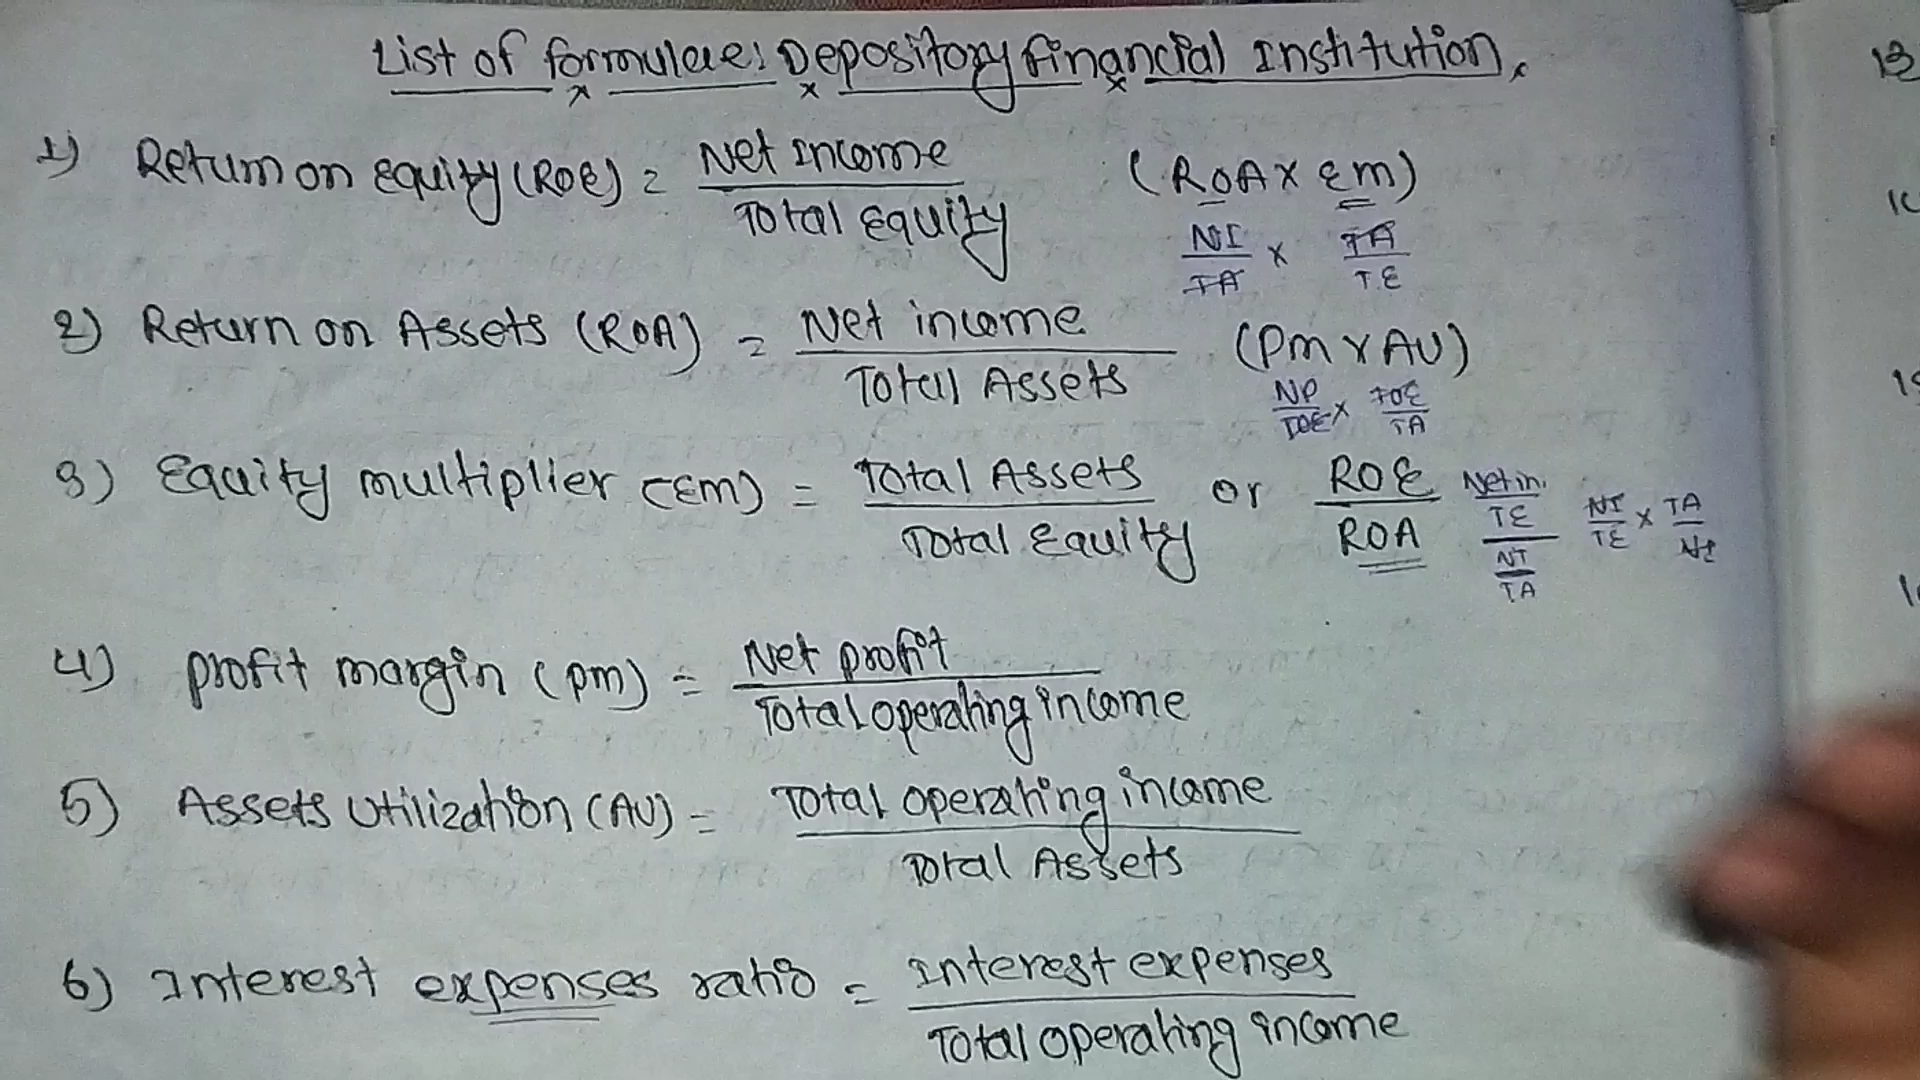 List of formulae: Depository financial Institution.
1) Return on equity (ROE) = Net Income / Total Equity (ROA X EM)
NI / TA X TA / TE
2) Return on Assets (ROA) = Net income / Total Assets (PM X AU)
NP / TOE X TOE / TA
3) Equity multiplier (EM) = Total Assets / Total Equity or ROE / ROA
Net in. / TE / NI / TA NI / TE X TA / NI
4) profit margin (pm) = Net profit / Total operating income
5) Assets Utilization (AU) = Total operating income / Total Assets
6) Interest expenses ratio = Interest expenses / Total operating income
13